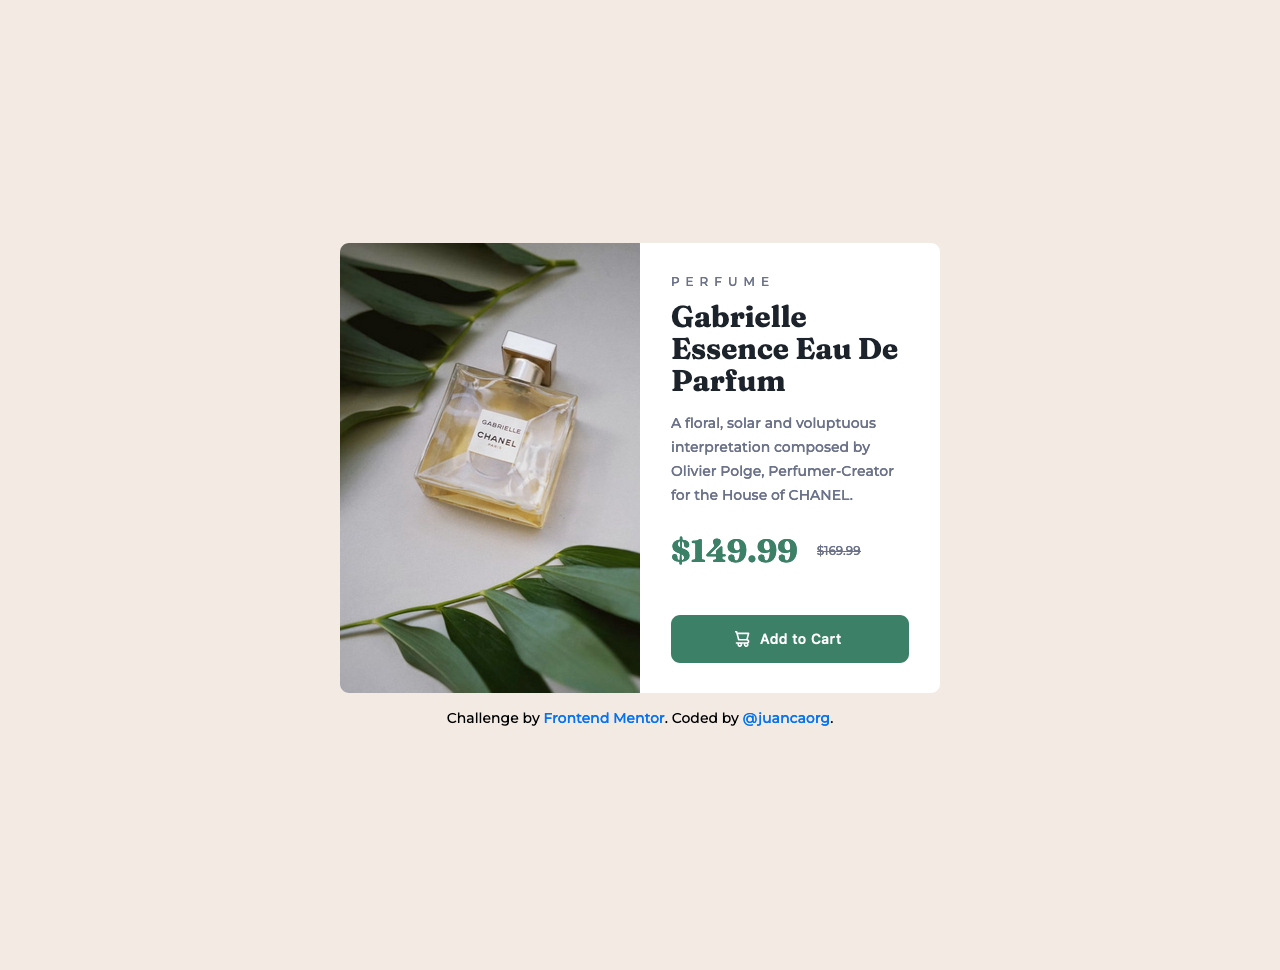 PERFUME
Gabrielle
Essence Eau De
Parfum
A floral, solar and voluptuous
interpretation composed by
Olivier Polge, Perfumer-Creator
for the House of CHANEL.
$149.99 $169.99
Add to Cart
GABRIELLE
CHANEL
PARIS
Challenge by Frontend Mentor. Coded by @juancaorg.